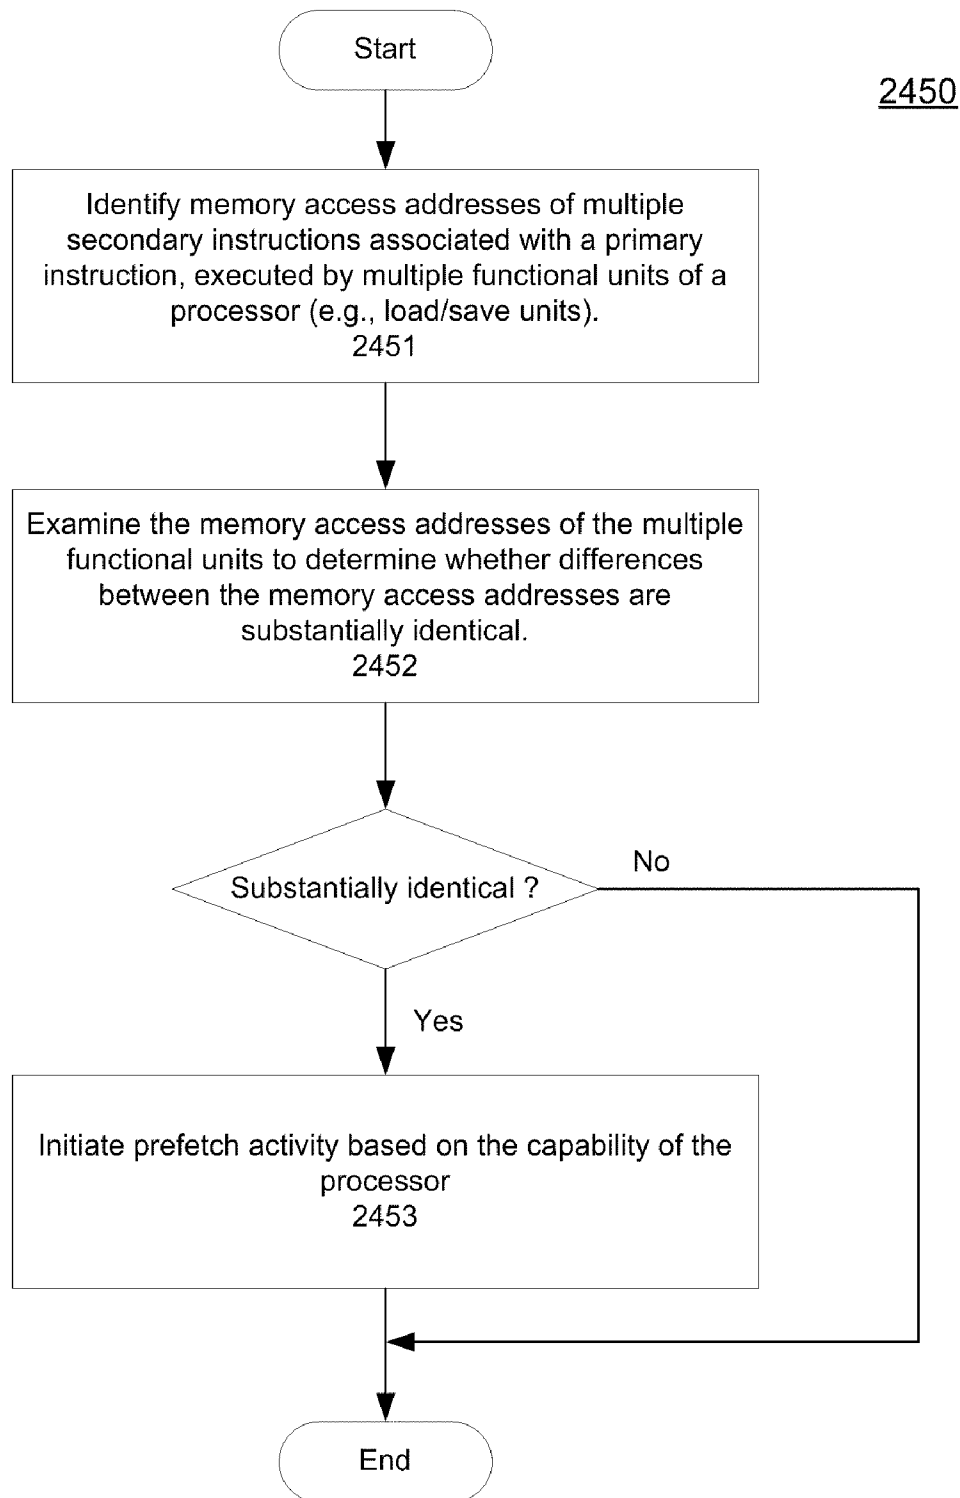 Start
2450
Identify memory access addresses of multiple
secondary instructions associated with a primary
instruction, executed by multiple functional units of a
processor (e.g., load/save units).
2451
Examine the memory access addresses of the multiple
functional units to determine whether differences
between the memory access addresses are
substantially identical.
2452
Substantially identical ?
No
Yes
Initiate prefetch activity based on the capability of the
processor
2453
End